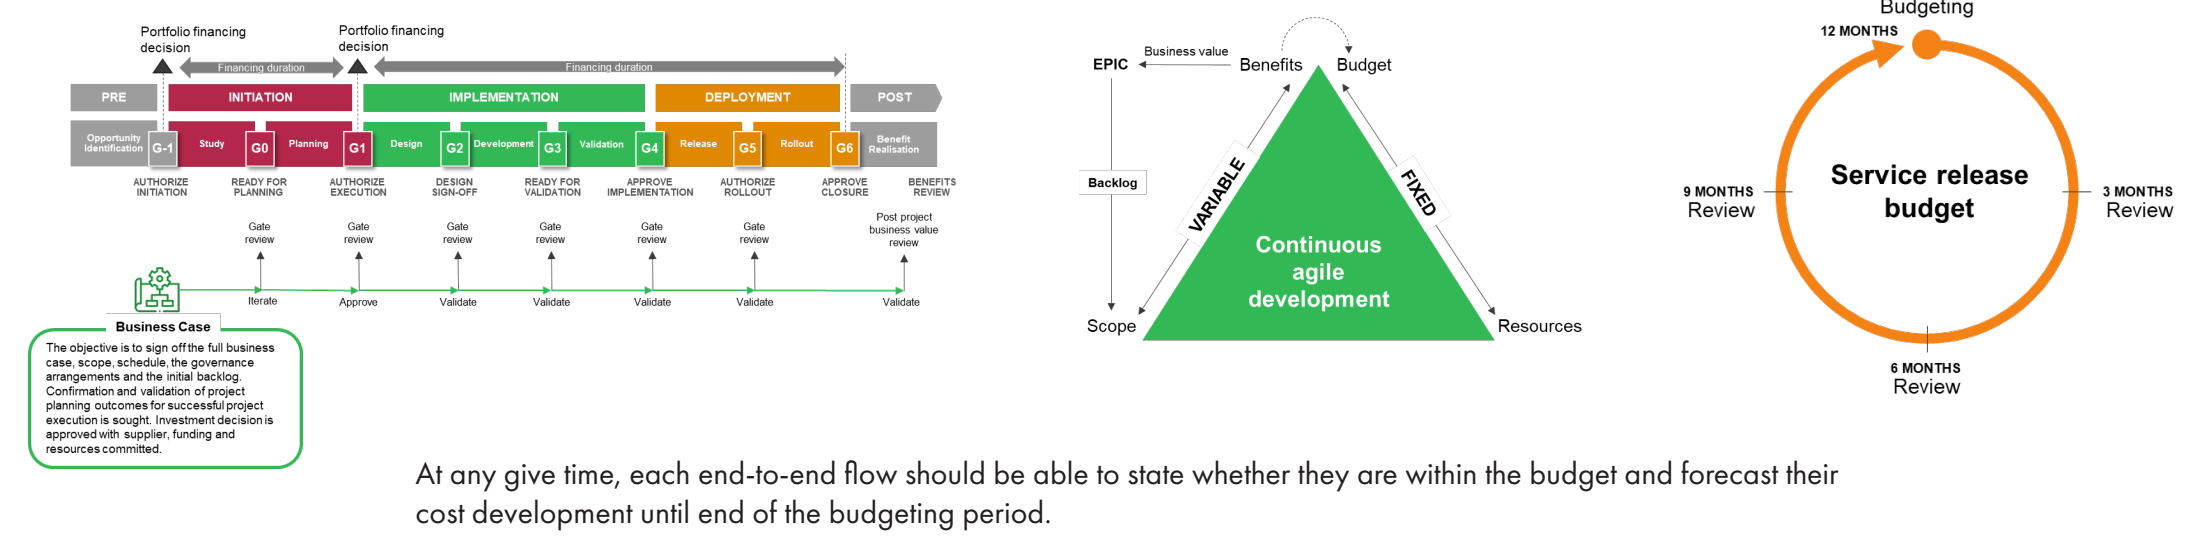 Portfolio financing
decision
Portfolio financing
decision
Financing duration
Financing duration
PRE
INITIATION
IMPLEMENTATION
DEPLOYMENT
POST
Opportunity
Identification
G-1
Study
G0
Planning
G1
Design
G2
Development
G3
Validation
G4
Release
G5
Rollout
G6
Benefit
Realisation
AUTHORIZE
INITIATION
READY FOR
PLANNING
AUTHORIZE
EXECUTION
DESIGN
SIGN-OFF
READY FOR
VALIDATION
APPROVE
IMPLEMENTATION
AUTHORIZE
ROLLOUT
APPROVE
CLOSURE
BENEFITS
REVIEW
Gate
review
Gate
review
Gate
review
Gate
review
Gate
review
Gate
review
Post project
business value
review
Iterate
Approve
Validate
Validate
Validate
Validate
Validate
Business Case
The objective is to sign off the full business
case, scope, schedule, the governance
arrangements and the initial backlog.
Confirmation and validation of project
planning outcomes for successful project
execution is sought. Investment decision is
approved with supplier, funding and
resources committed.
EPIC
Business value
Benefits
Budget
Backlog
VARIABLE
FIXED
Continuous
agile
development
Scope
Resources
Budgeting
12 MONTHS
9 MONTHS
Review
Service release
budget
3 MONTHS
Review
6 MONTHS
Review
At any give time, each end-to-end flow should be able to state whether they are within the budget and forecast their
cost development until end of the budgeting period.